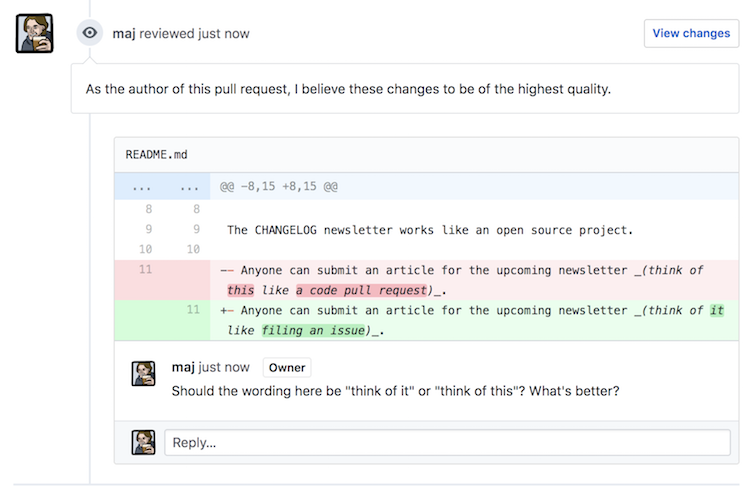 maj reviewed just now
View changes
As the author of this pull request, I believe these changes to be of the highest quality.
README.md
... ... @@ -8,15 +8,15 @@
8 8
9 9 The CHANGELOG newsletter works like an open source project.
10 10
11 -- Anyone can submit an article for the upcoming newsletter _(think of
this like a code pull request)_.
11 +- Anyone can submit an article for the upcoming newsletter _(think of it
like filing an issue)_.
maj just now Owner
Should the wording here be "think of it" or "think of this"? What's better?
Reply...